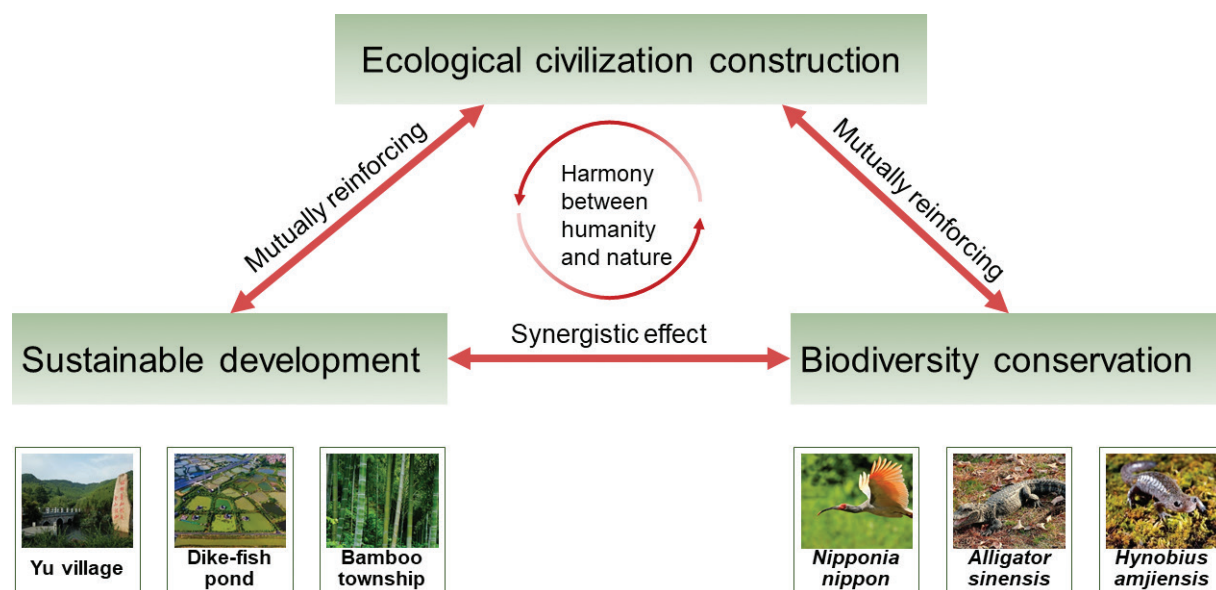 Ecological civilization construction
Mutually reinforcing
Mutually reinforcing
Harmony
between
humanity
and nature
Synergistic effect
Sustainable development
Biodiversity conservation
Yu village
Dike-fish
pond
Bamboo
township
Nipponia
nippon
Alligator
sinensis
Hynobius
amjiensis